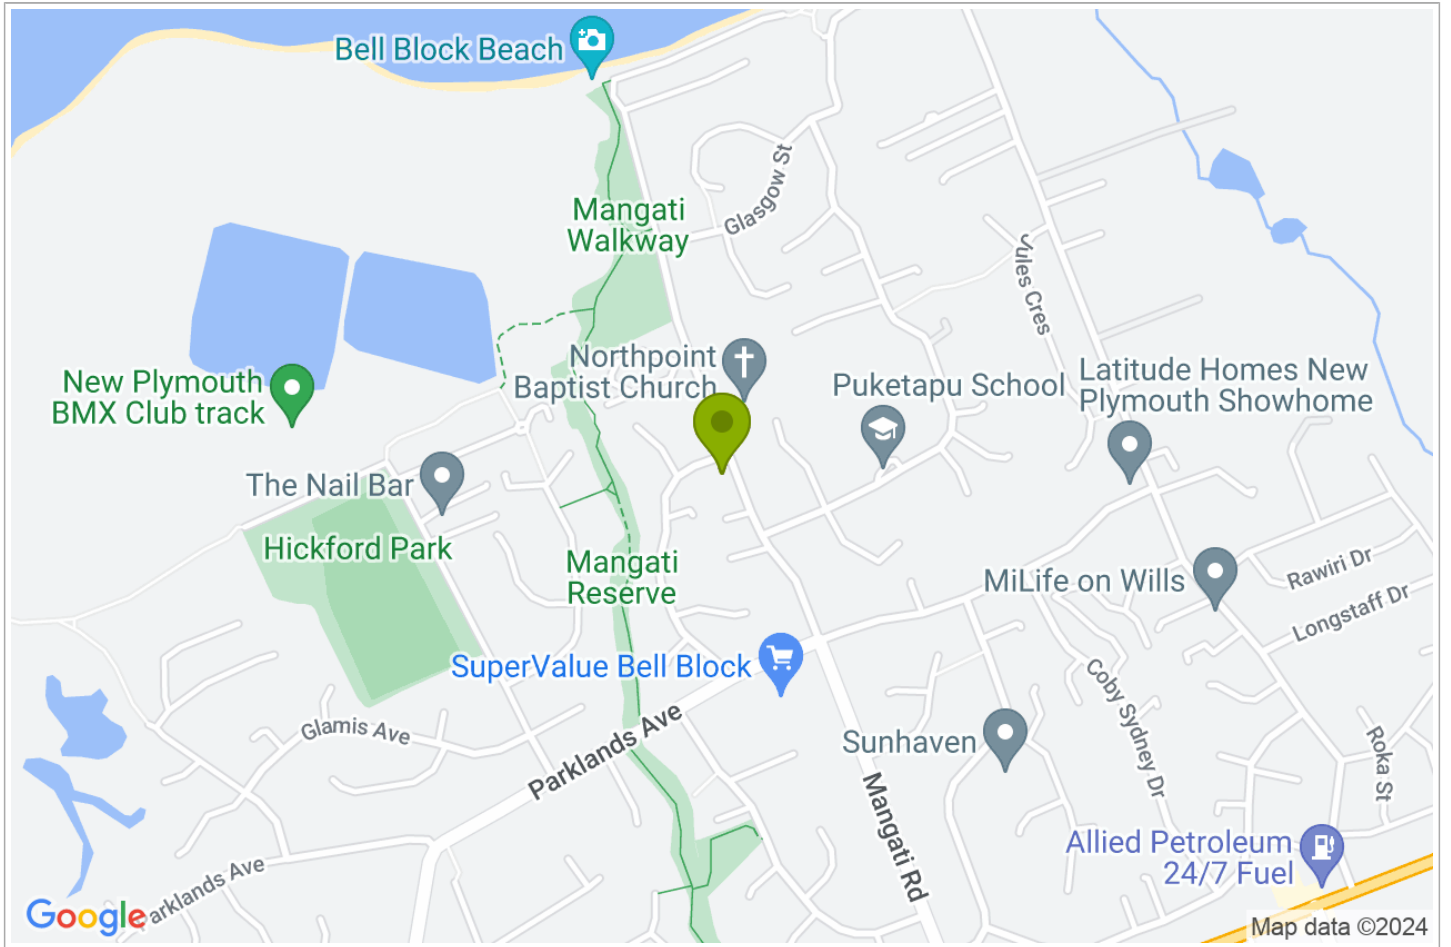 Bell Block Beach
Glasgow St
Mangati
Walkway
Jules Cres
Northpoint
Baptist Church
New Plymouth
BMX Club track
Puketapu School
Latitude Homes New
Plymouth Showhome
The Nail Bar
Hickford Park
Mangati
Reserve
MiLife on Wills
Rawiri Dr
Longstaff Dr
SuperValue Bell Block
Glamis Ave
Parklands Ave
Sunhaven
Coby Sydney Dr
Roka St
Mangati Rd
Allied Petroleum
24/7 Fuel
Parklands Ave
Google
Map data ©2024